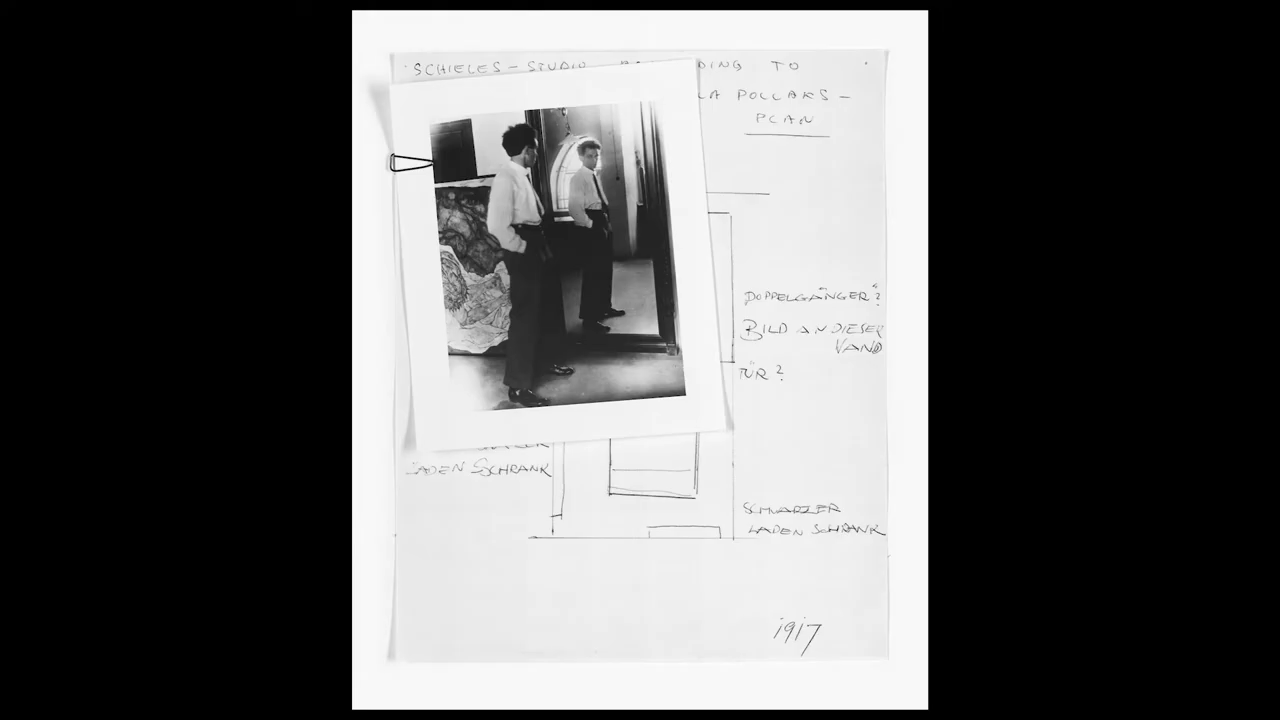 SCHIELES - STUDIO DING TO
LA POLLAKS -
PLAN
DOPPELGÄNGER"?
BILD AN DIESER
WAND
TÜR?
LADEN SCHRANK
SCHWARZER
LADEN SCHRANK
1917